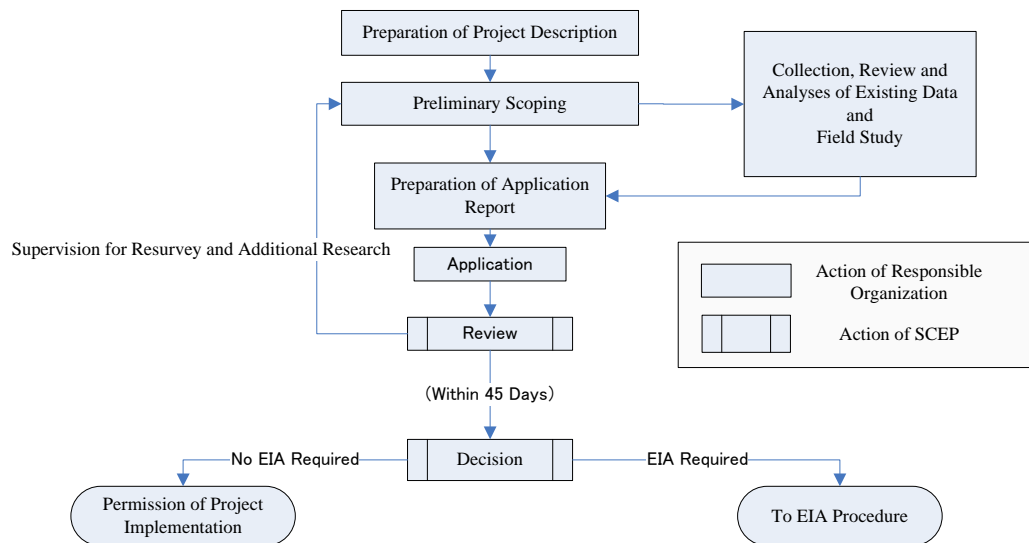 Preparation of Project Description
Preliminary Scoping
Collection, Review and
Analyses of Existing Data
and
Field Study
Preparation of Application
Report
Supervision for Resurvey and Additional Research
Application
Action of Responsible
Organization
Review
Action of SCEP
(Within 45 Days)
No EIA Required
Decision
EIA Required
Permission of Project
Implementation
To EIA Procedure